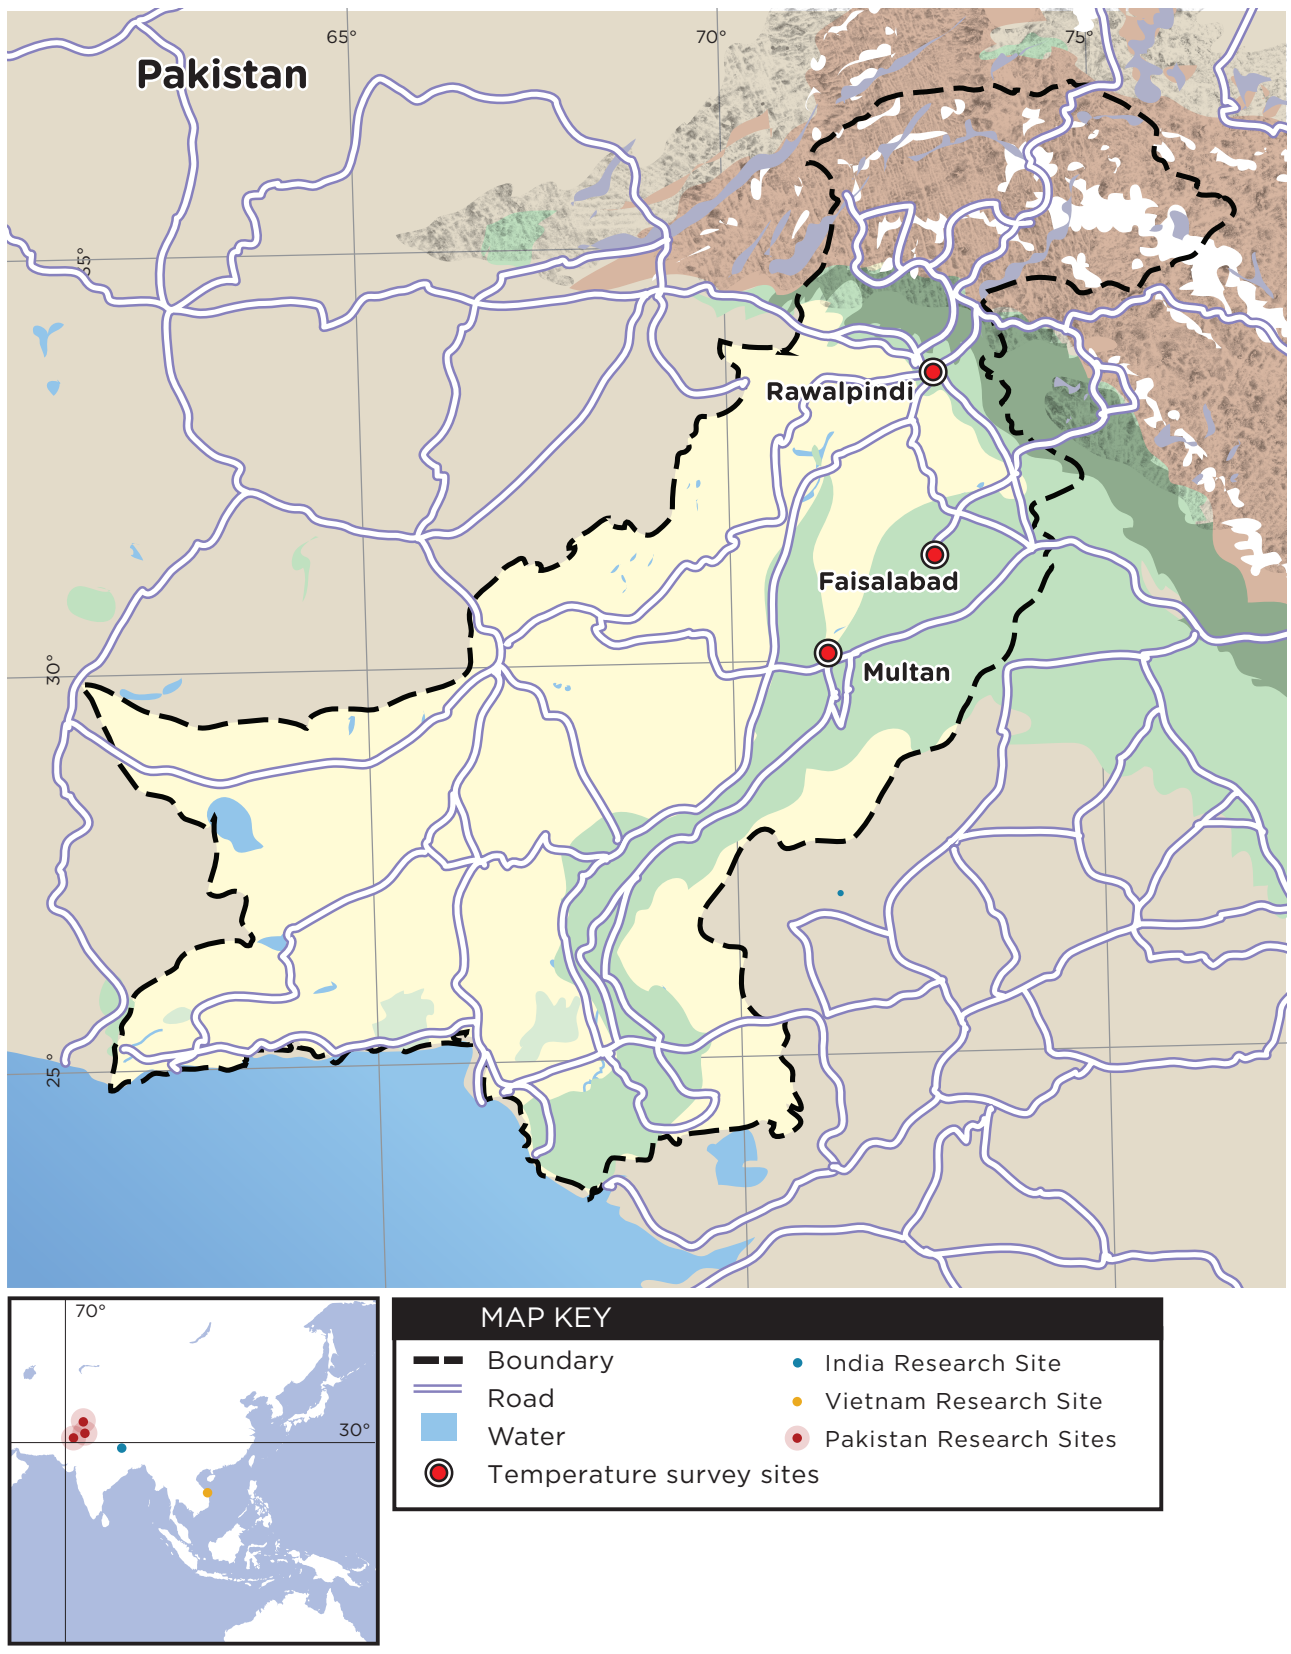 65°
70°
75°
Pakistan
35°
Rawalpindi
Faisalabad
Multan
30°
25°
70°
30°
MAP KEY
Boundary
Road
Water
Temperature survey sites
India Research Site
Vietnam Research Site
Pakistan Research Sites